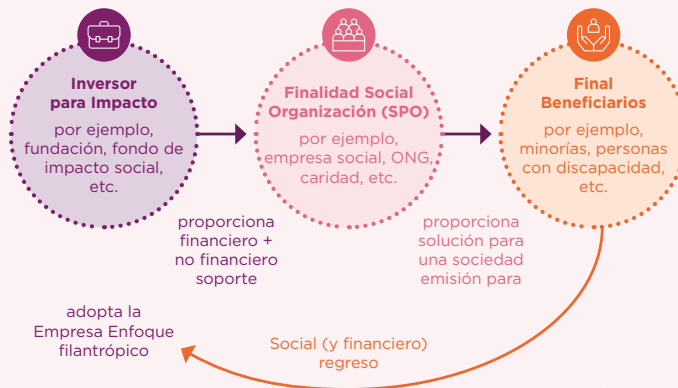 Inversor
para Impacto
por ejemplo,
fundación, fondo de
impacto social,
etc.
Finalidad Social
Organización (SPO)
por ejemplo,
empresa social, ONG,
caridad, etc.
Final
Beneficiarios
por ejemplo,
minorías, personas
con discapacidad,
etc.
proporciona
financiero +
no financiero
soporte
proporciona
solución para
una sociedad
emisión para
adopta la
Empresa Enfoque
filantrópico
Social (y financiero)
regreso